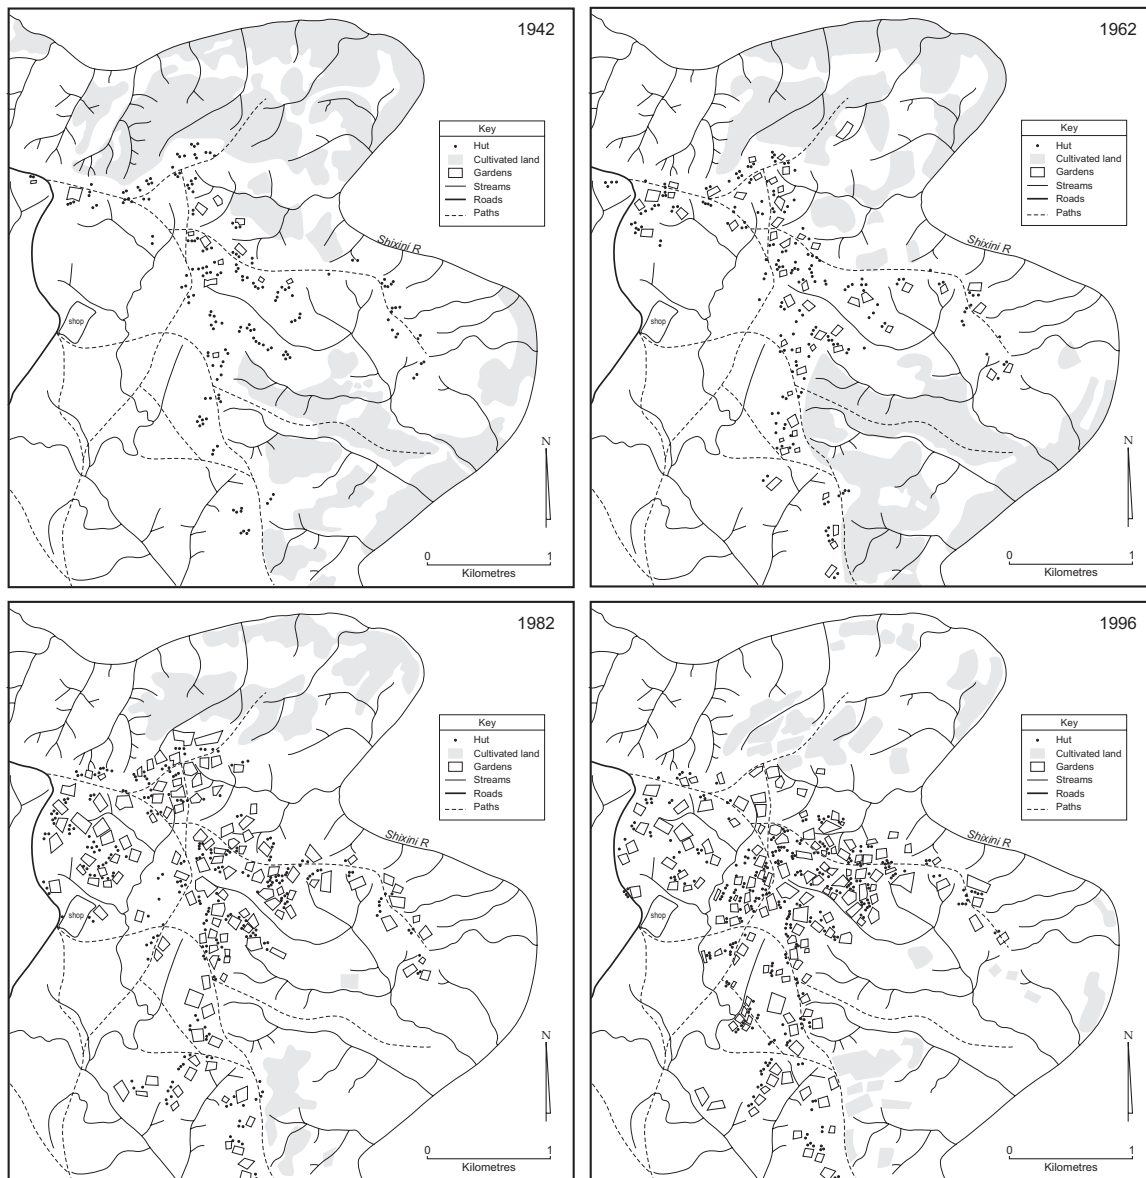 1942
Key
Hut
Cultivated land
Gardens
Streams
Roads
Paths
Shixini R
shop
N
0 1
Kilometres
1962
Key
Hut
Cultivated land
Gardens
Streams
Roads
Paths
Shixini R
shop
N
0 1
Kilometres
1982
Key
Hut
Cultivated land
Gardens
Streams
Roads
Paths
Shixini R
shop
N
0 1
Kilometres
1996
Key
Hut
Cultivated land
Gardens
Streams
Roads
Paths
Shixini R
shop
N
0 1
Kilometres